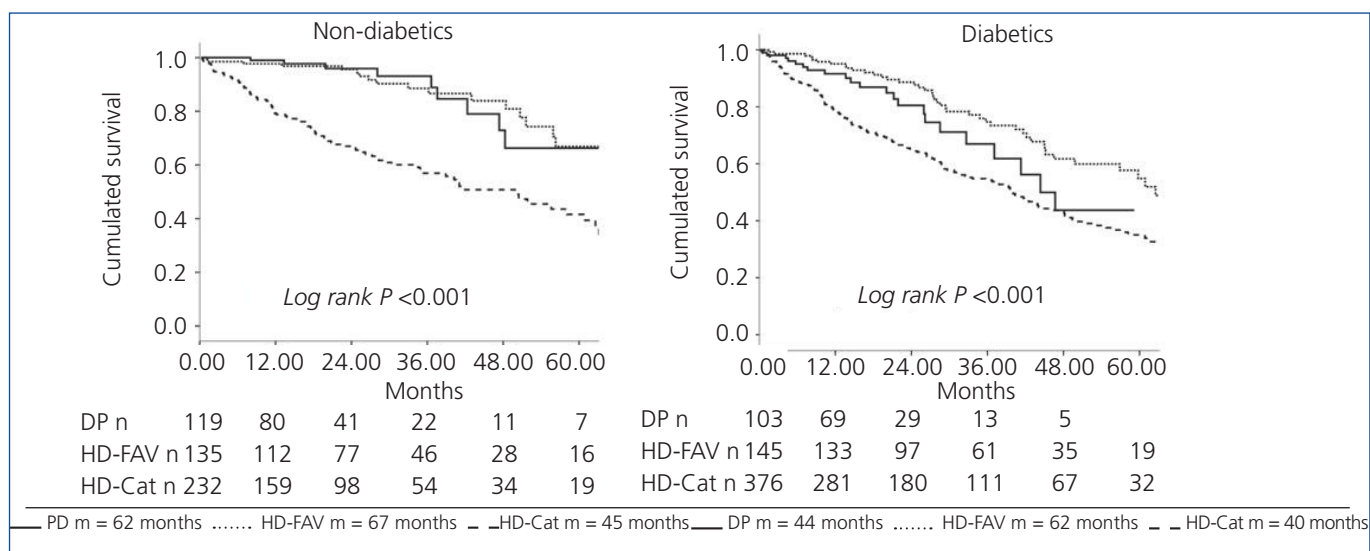 Non-diabetics
1.0
0.8
0.6
0.4
0.2
0.0
Cumulated survival
Log rank P <0.001
0.00 12.00 24.00 36.00 48.00 60.00
Months
DP n 119 80 41 22 11 7
HD-FAV n 135 112 77 46 28 16
HD-Cat n 232 159 98 54 34 19
Diabetics
1.0
0.8
0.6
0.4
0.2
0.0
Cumulated survival
Log rank P <0.001
0.00 12.00 24.00 36.00 48.00 60.00
Months
DP n 103 69 29 13 5
HD-FAV n 145 133 97 61 35 19
HD-Cat n 376 281 180 111 67 32
PD m = 62 months HD-FAV m = 67 months HD-Cat m = 45 months DP m = 44 months HD-FAV m = 62 months HD-Cat m = 40 months